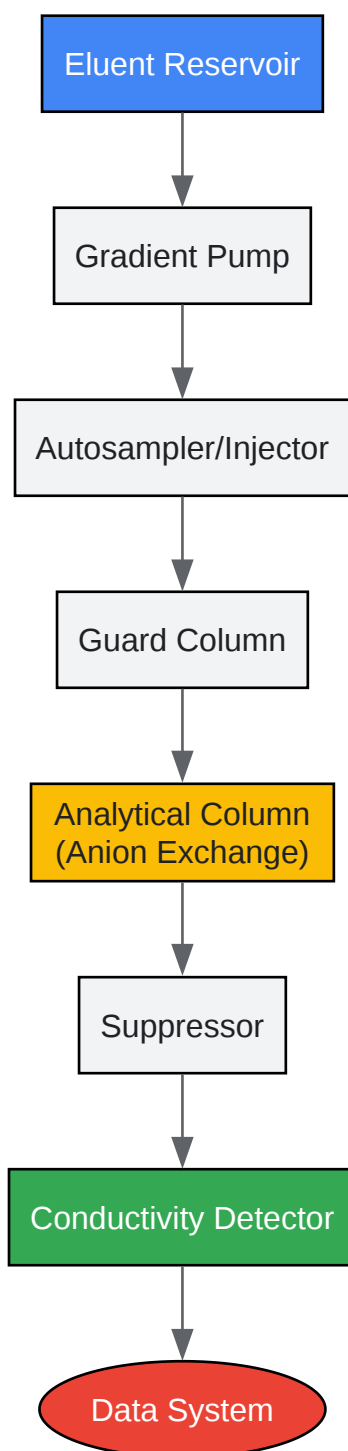 Eluent Reservoir
Gradient Pump
Autosampler/Injector
Guard Column
Analytical Column
(Anion Exchange)
Suppressor
Conductivity Detector
Data System